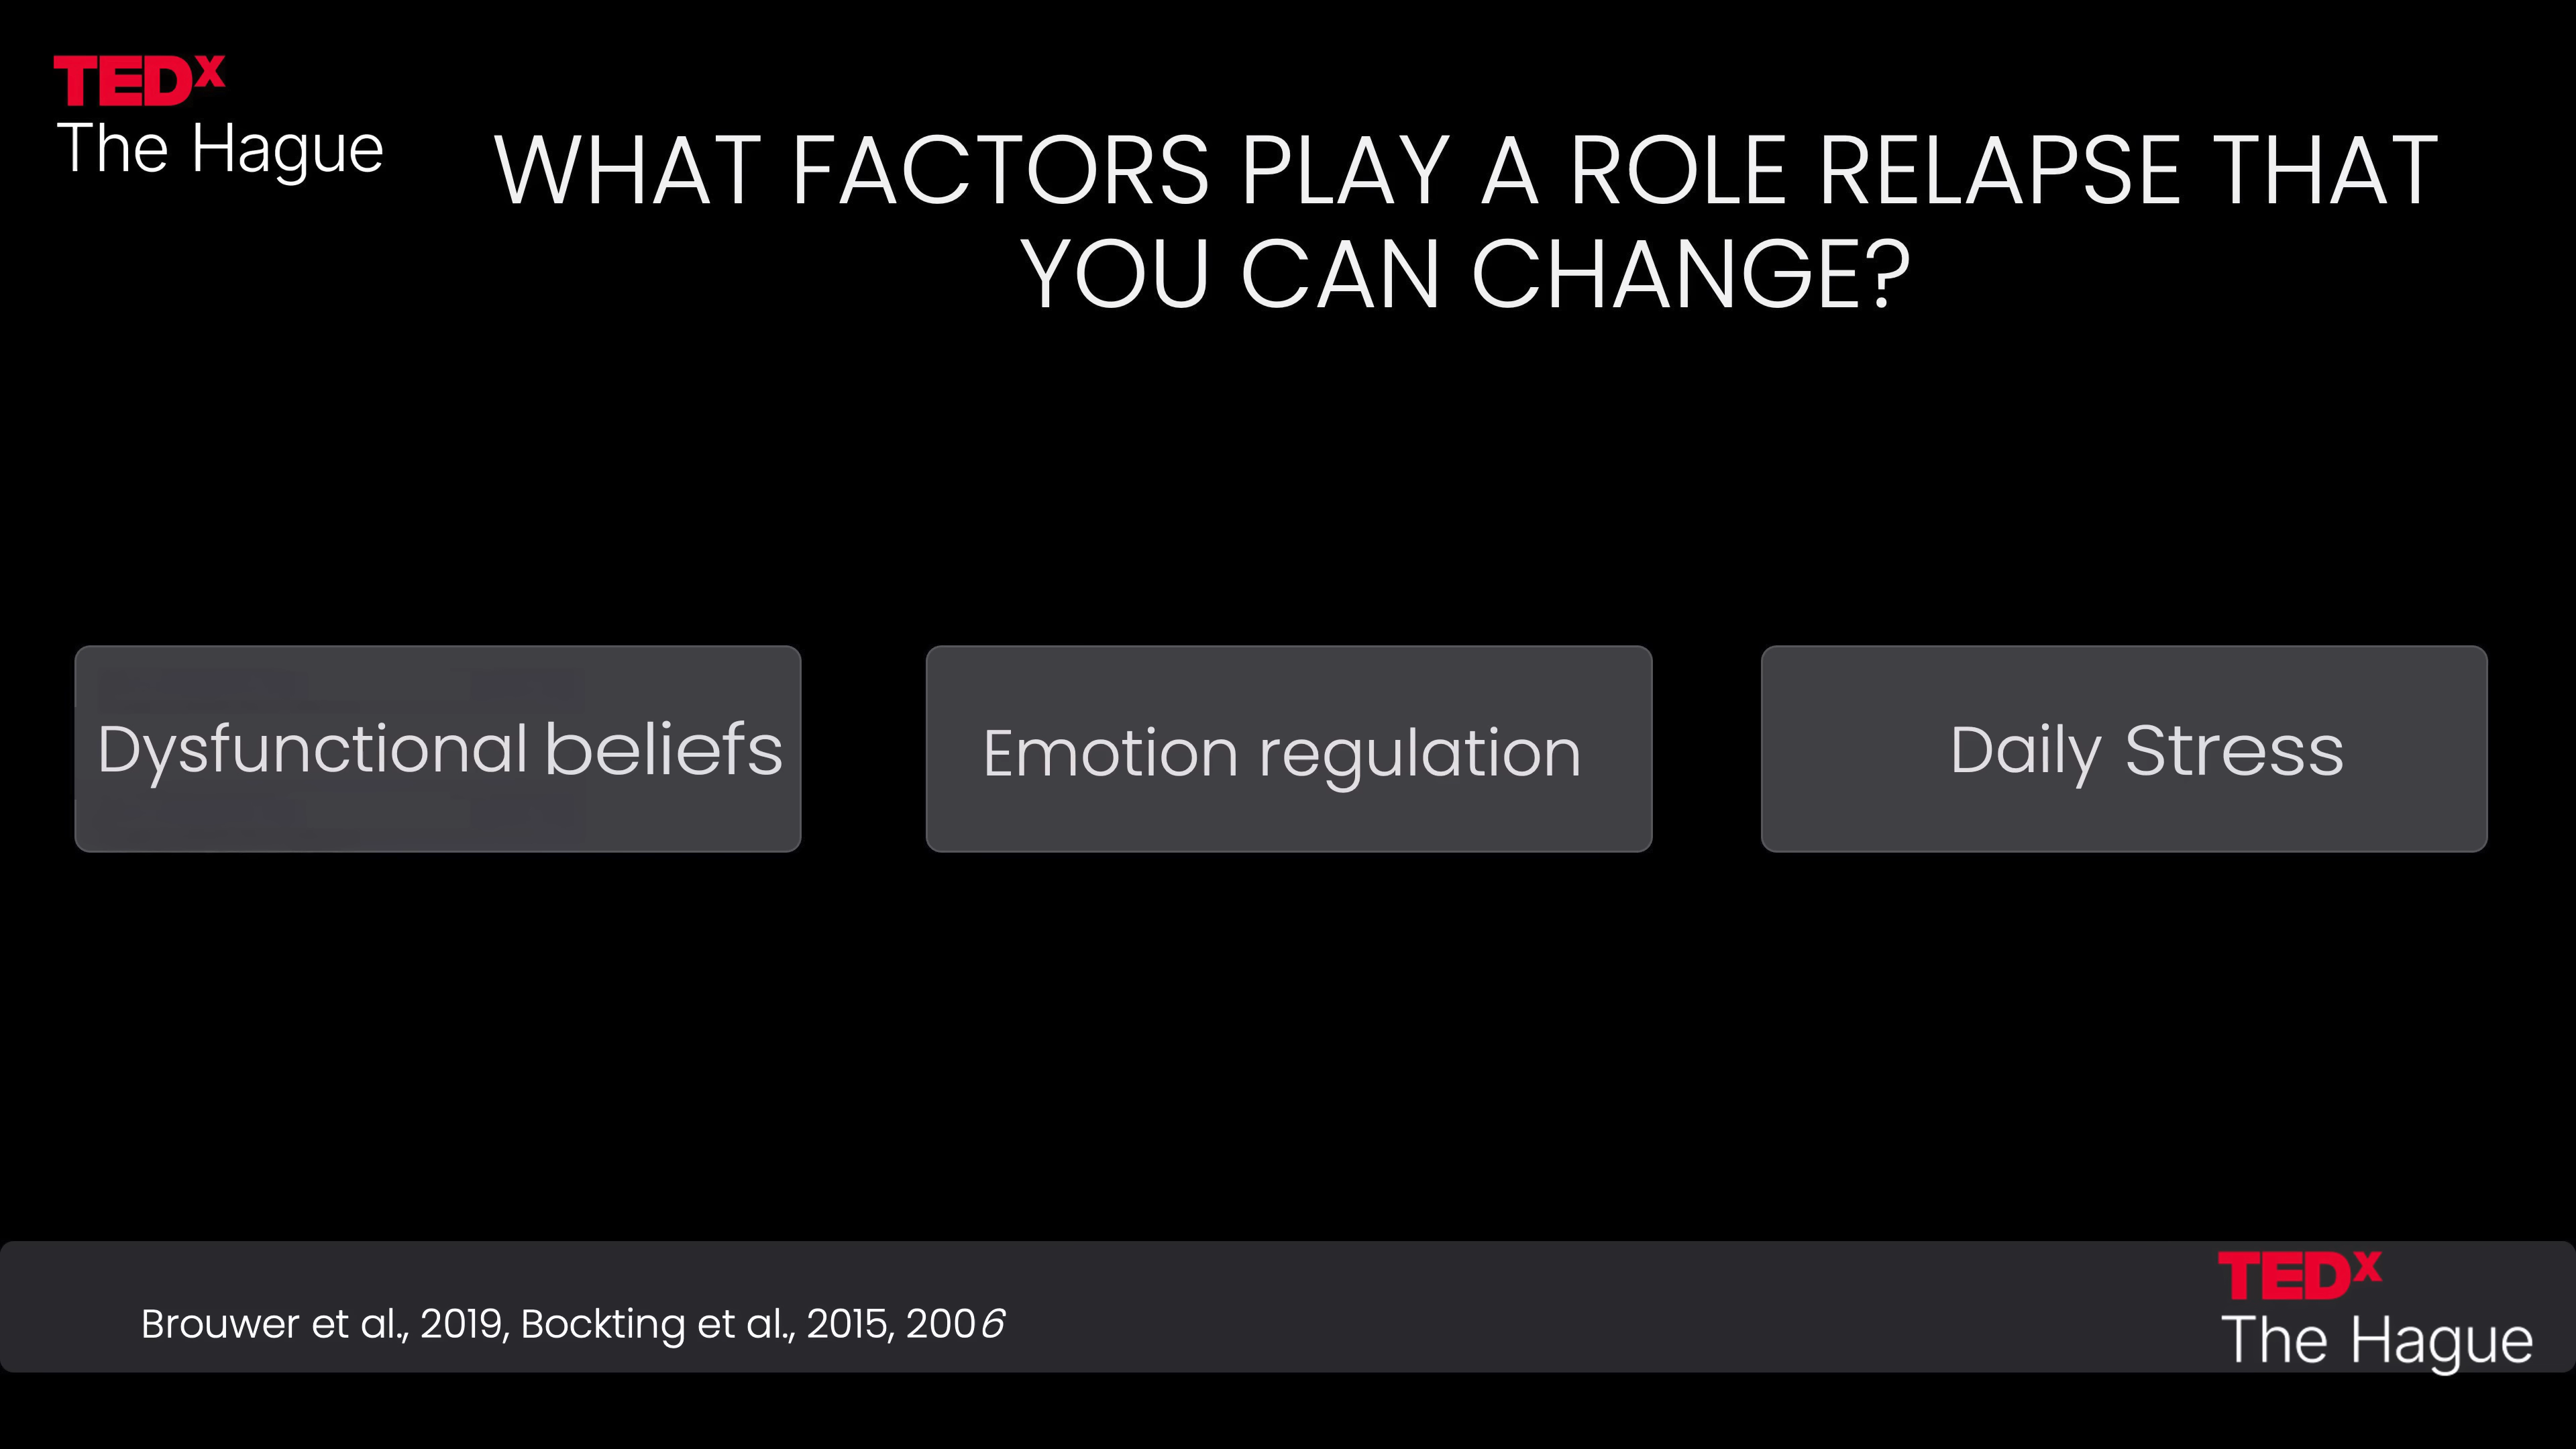 TEDx
The Hague
WHAT FACTORS PLAY A ROLE RELAPSE THAT
YOU CAN CHANGE?
Dysfunctional beliefs
Emotion regulation
Daily Stress
Brouwer et al., 2019, Bockting et al., 2015, 2006
TEDx
The Hague